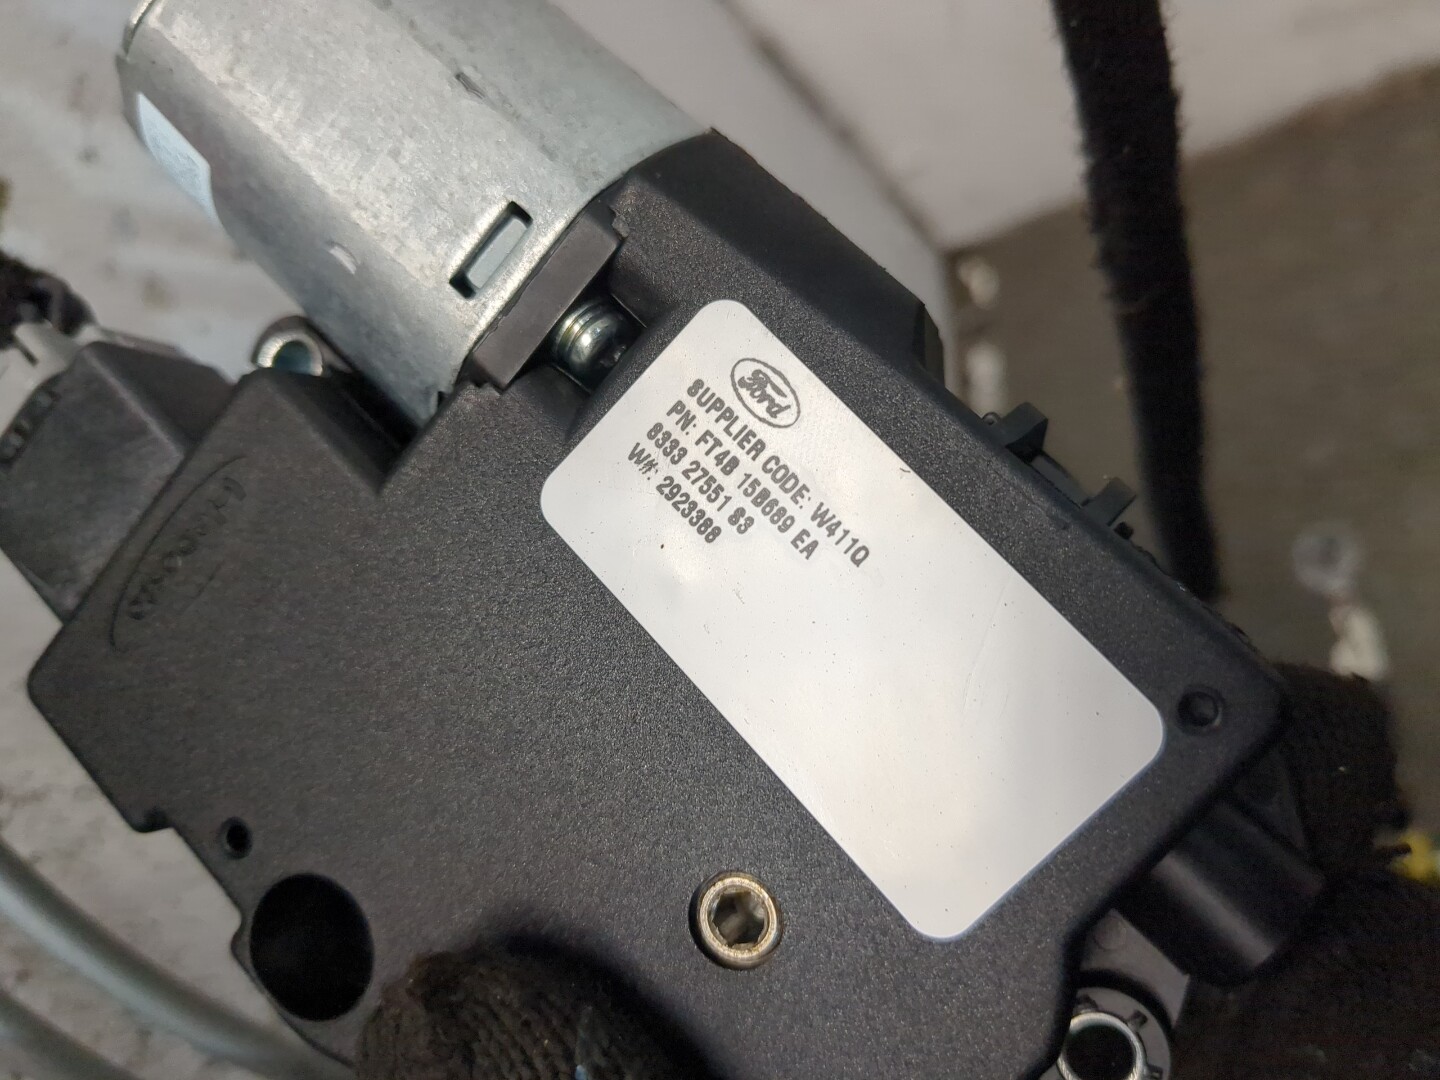 Ford
SUPPLIER CODE: W411Q
PN: FT4B 15B689 EA
8333 27551 83
W#: 2923388